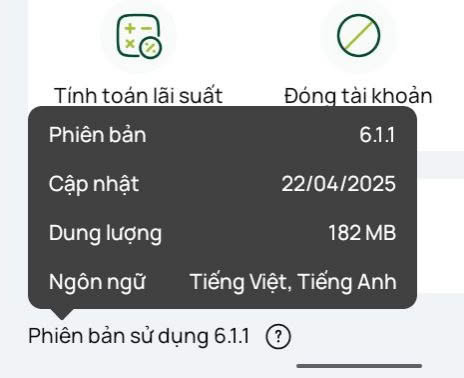 Tính toán lãi suất
Đóng tài khoản
Phiên bản 6.1.1
Cập nhật 22/04/2025
Dung lượng 182 MB
Ngôn ngữ Tiếng Việt, Tiếng Anh
Phiên bản sử dụng 6.1.1 ?